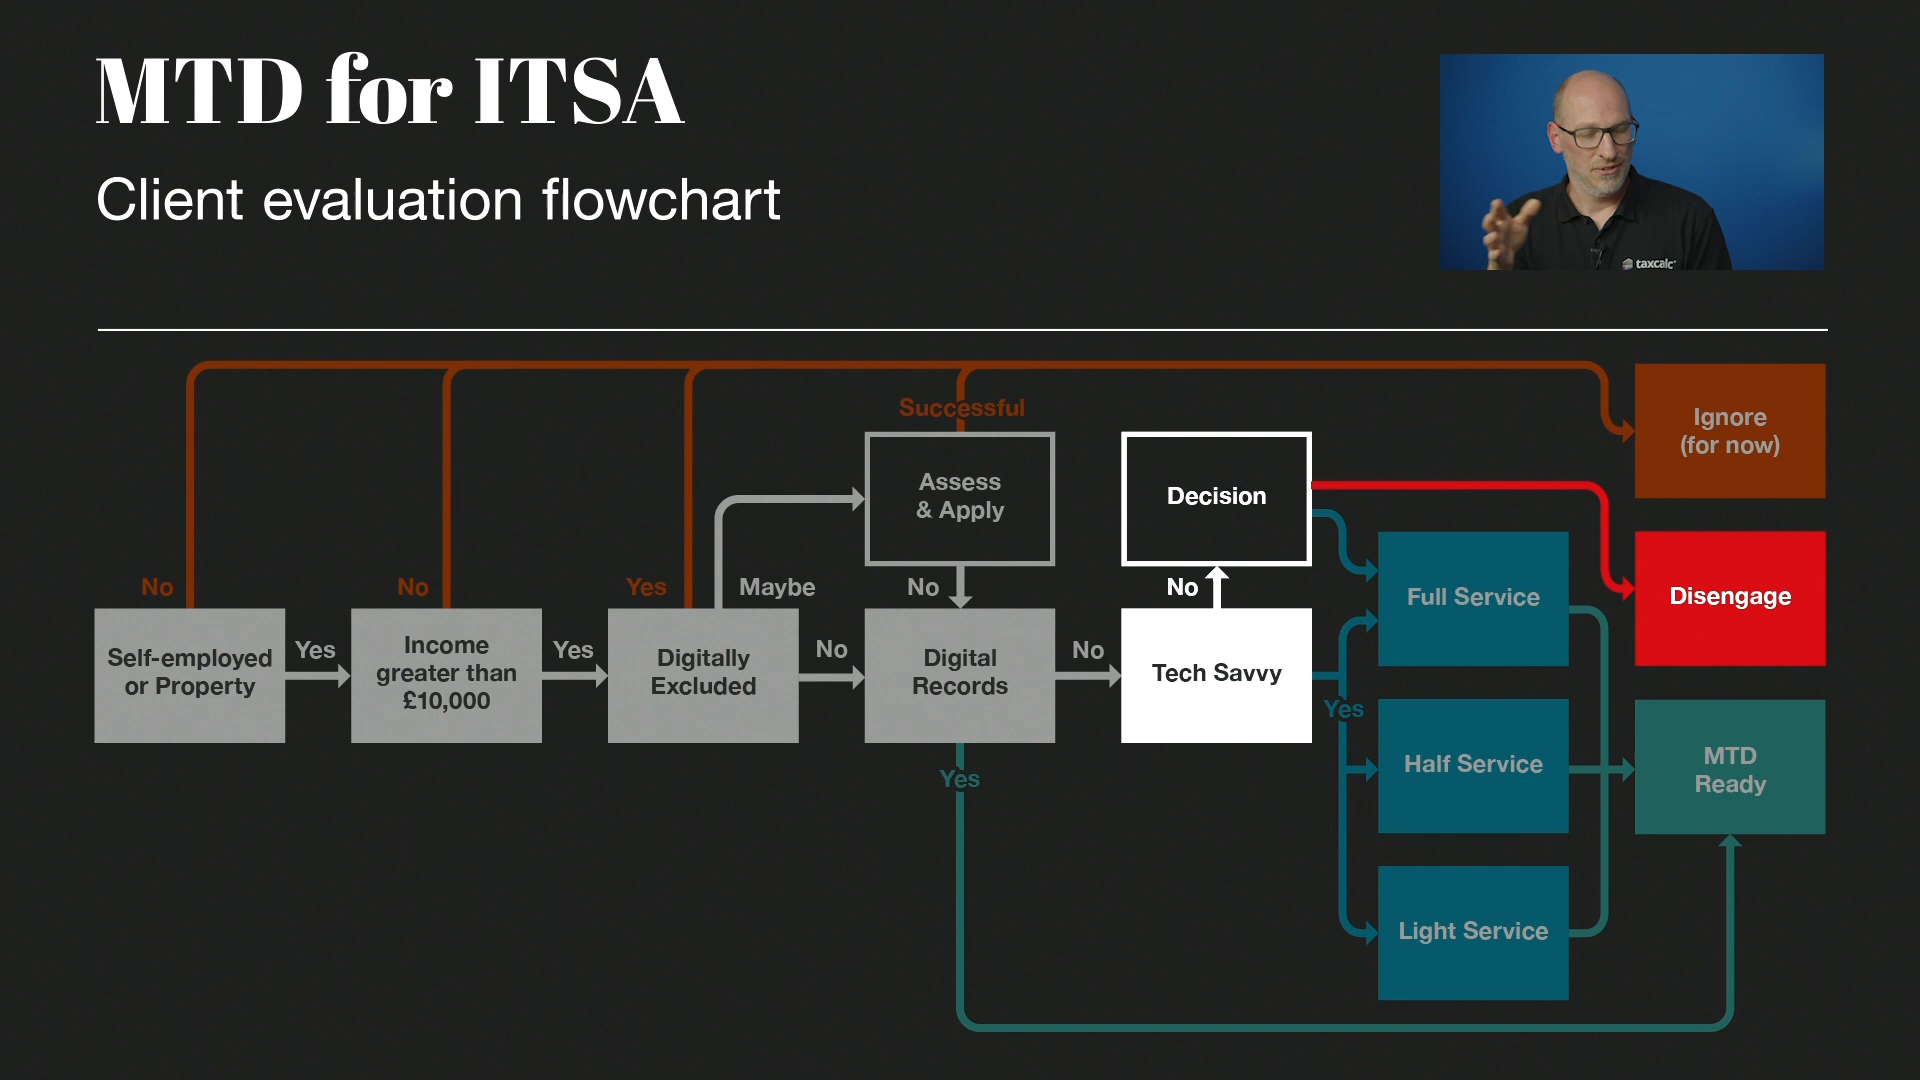 MTD for ITSA
Client evaluation flowchart
taxcalc
Successful
Ignore
(for now)
Assess
& Apply
Decision
No
No
Yes
Maybe
No
No
Full Service
Disengage
Self-employed
or Property
Yes
Income
greater than
£10,000
Yes
Digitally
Excluded
No
Digital
Records
No
Tech Savvy
Yes
Half Service
MTD
Ready
Yes
Light Service